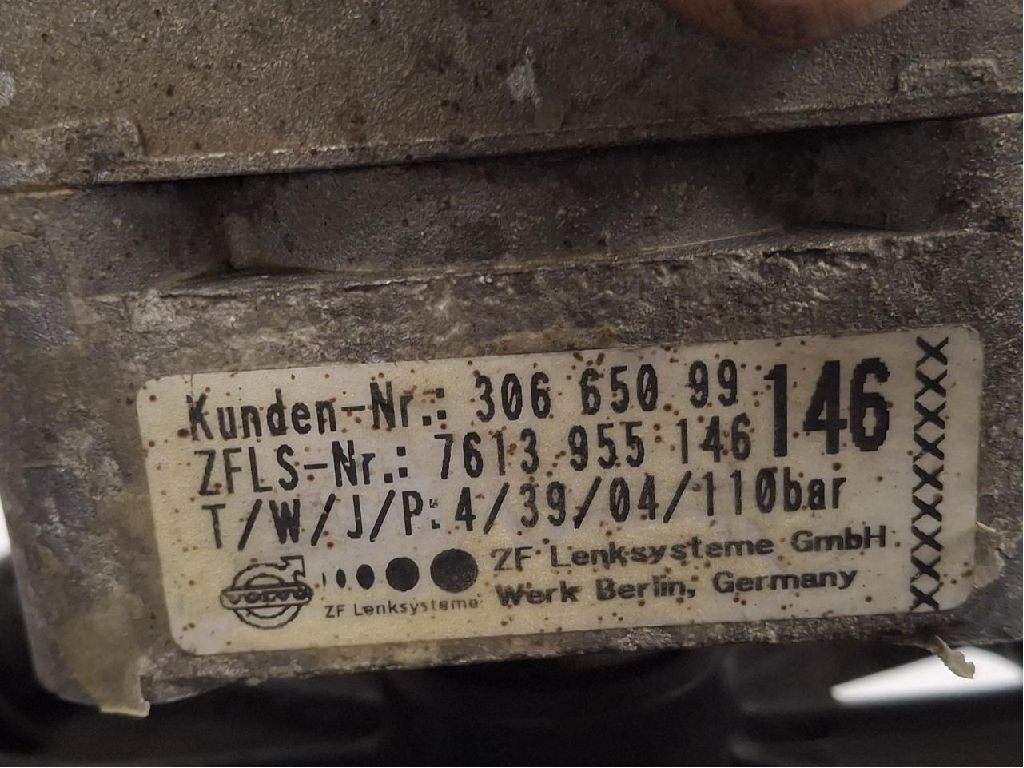 Kunden-Nr.: 306 650 99
146
ZFLS-Nr.: 7613 955 146
T/W/J/P: 4/39/04/110bar
VOLVO
ZF Lenksysteme
ZF Lenksysteme GmbH
Werk Berlin, Germany
XXXXXXXXXXXX